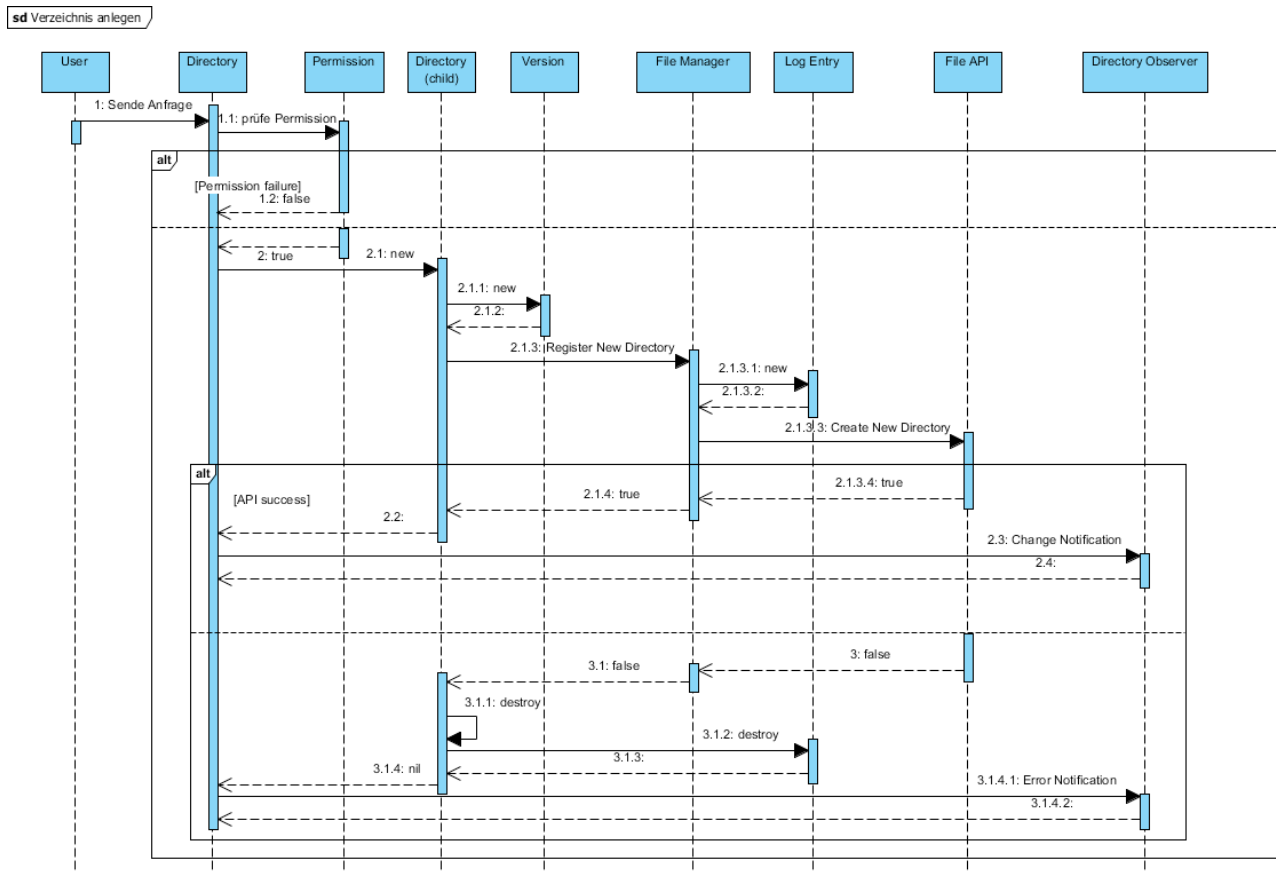 sd Verzeichnis anlegen
User
Directory
Permission
Directory
(child)
Version
File Manager
Log Entry
File API
Directory Observer
1: Sende Anfrage
1.1: prüfe Permission
alt
[Permission failure]
1.2: false
2: true
2.1: new
2.1.1: new
2.1.2:
2.1.3: Register New Directory
2.1.3.1: new
2.1.3.2:
2.1.3.3: Create New Directory
alt
[API success]
2.1.3.4: true
2.1.4: true
2.2:
2.3: Change Notification
2.4:
3: false
3.1: false
3.1.1: destroy
3.1.2: destroy
3.1.3:
3.1.4: nil
3.1.4.1: Error Notification
3.1.4.2: